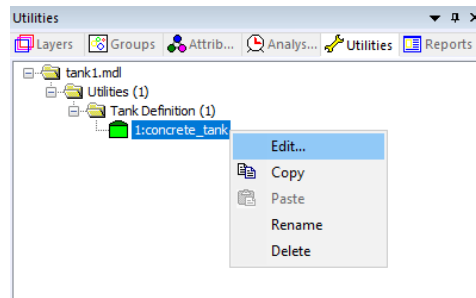 Utilities
Layers Groups Attrib... Analys... Utilities Reports
tank1.mdl
Utilities (1)
Tank Definition (1)
1:concrete_tank
Edit...
Copy
Paste
Rename
Delete